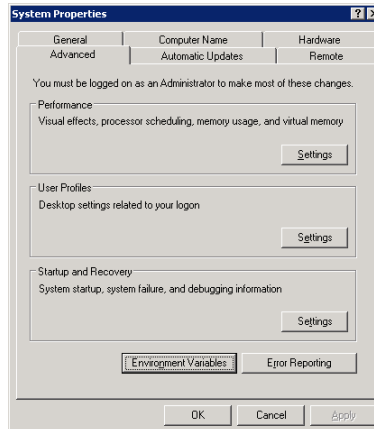 System Properties
General Computer Name Hardware
Advanced Automatic Updates Remote
You must be logged on as an Administrator to make most of these changes.
Performance
Visual effects, processor scheduling, memory usage, and virtual memory
Settings
User Profiles
Desktop settings related to your logon
Settings
Startup and Recovery
System startup, system failure, and debugging information
Settings
Environment Variables Error Reporting
OK Cancel Apply